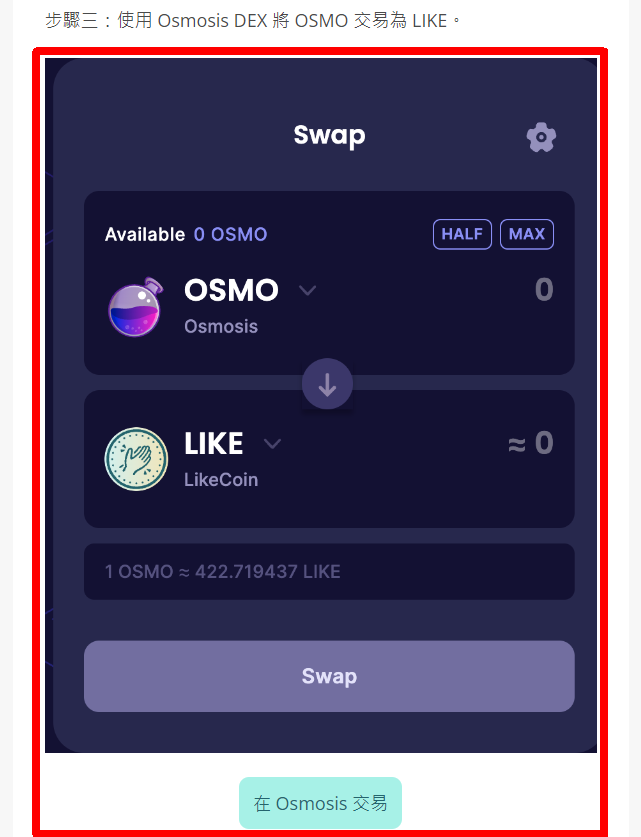 步驟三：使用 Osmosis DEX 將 OSMO 交易為 LIKE。
Swap
Available 0 OSMO
HALF
MAX
OSMO
0
Osmosis
LIKE
≈ 0
LikeCoin
1 OSMO ≈ 422.719437 LIKE
Swap
在 Osmosis 交易